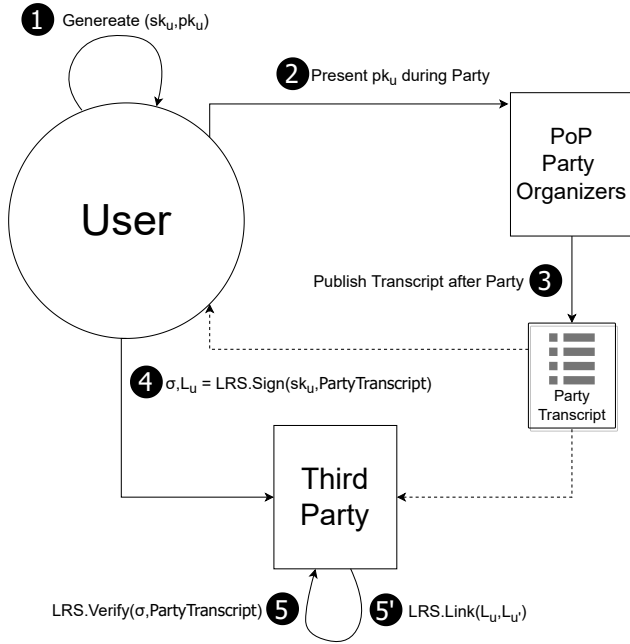 1 Genereate (sk_u,pk_u)
2 Present pk_u during Party
PoP
Party
Organizers
User
Publish Transcript after Party 3
Party
Transcript
4 σ,L_u = LRS.Sign(sk_u,PartyTranscript)
Third
Party
LRS.Verify(σ,PartyTranscript) 5
5' LRS.Link(L_u,L_u')